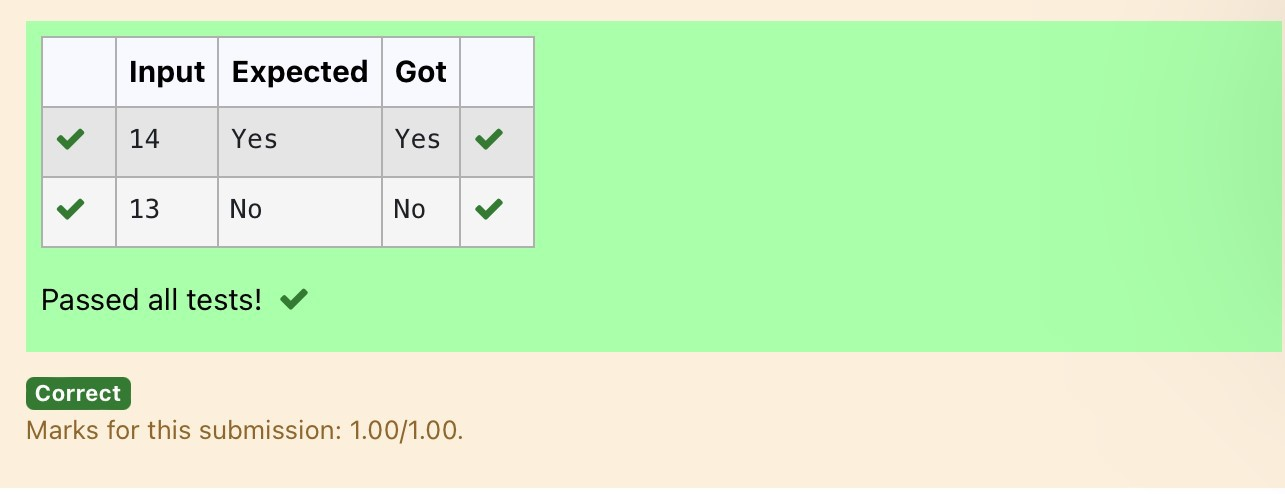 Input Expected Got
14 Yes Yes
13 No No
Passed all tests!
Correct
Marks for this submission: 1.00/1.00.